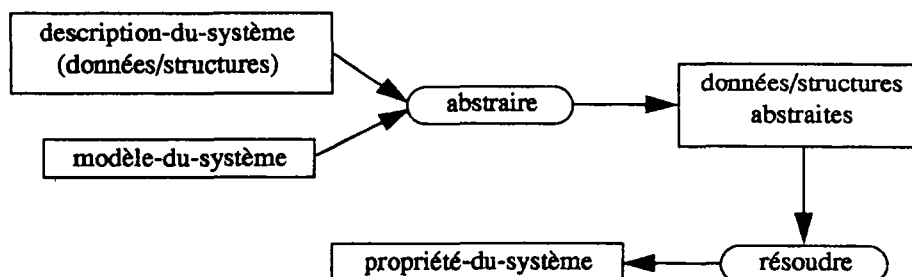 description-du-système
(données/structures)
abstraire
données/structures
abstraites
modèle-du-système
propriété-du-système
résoudre